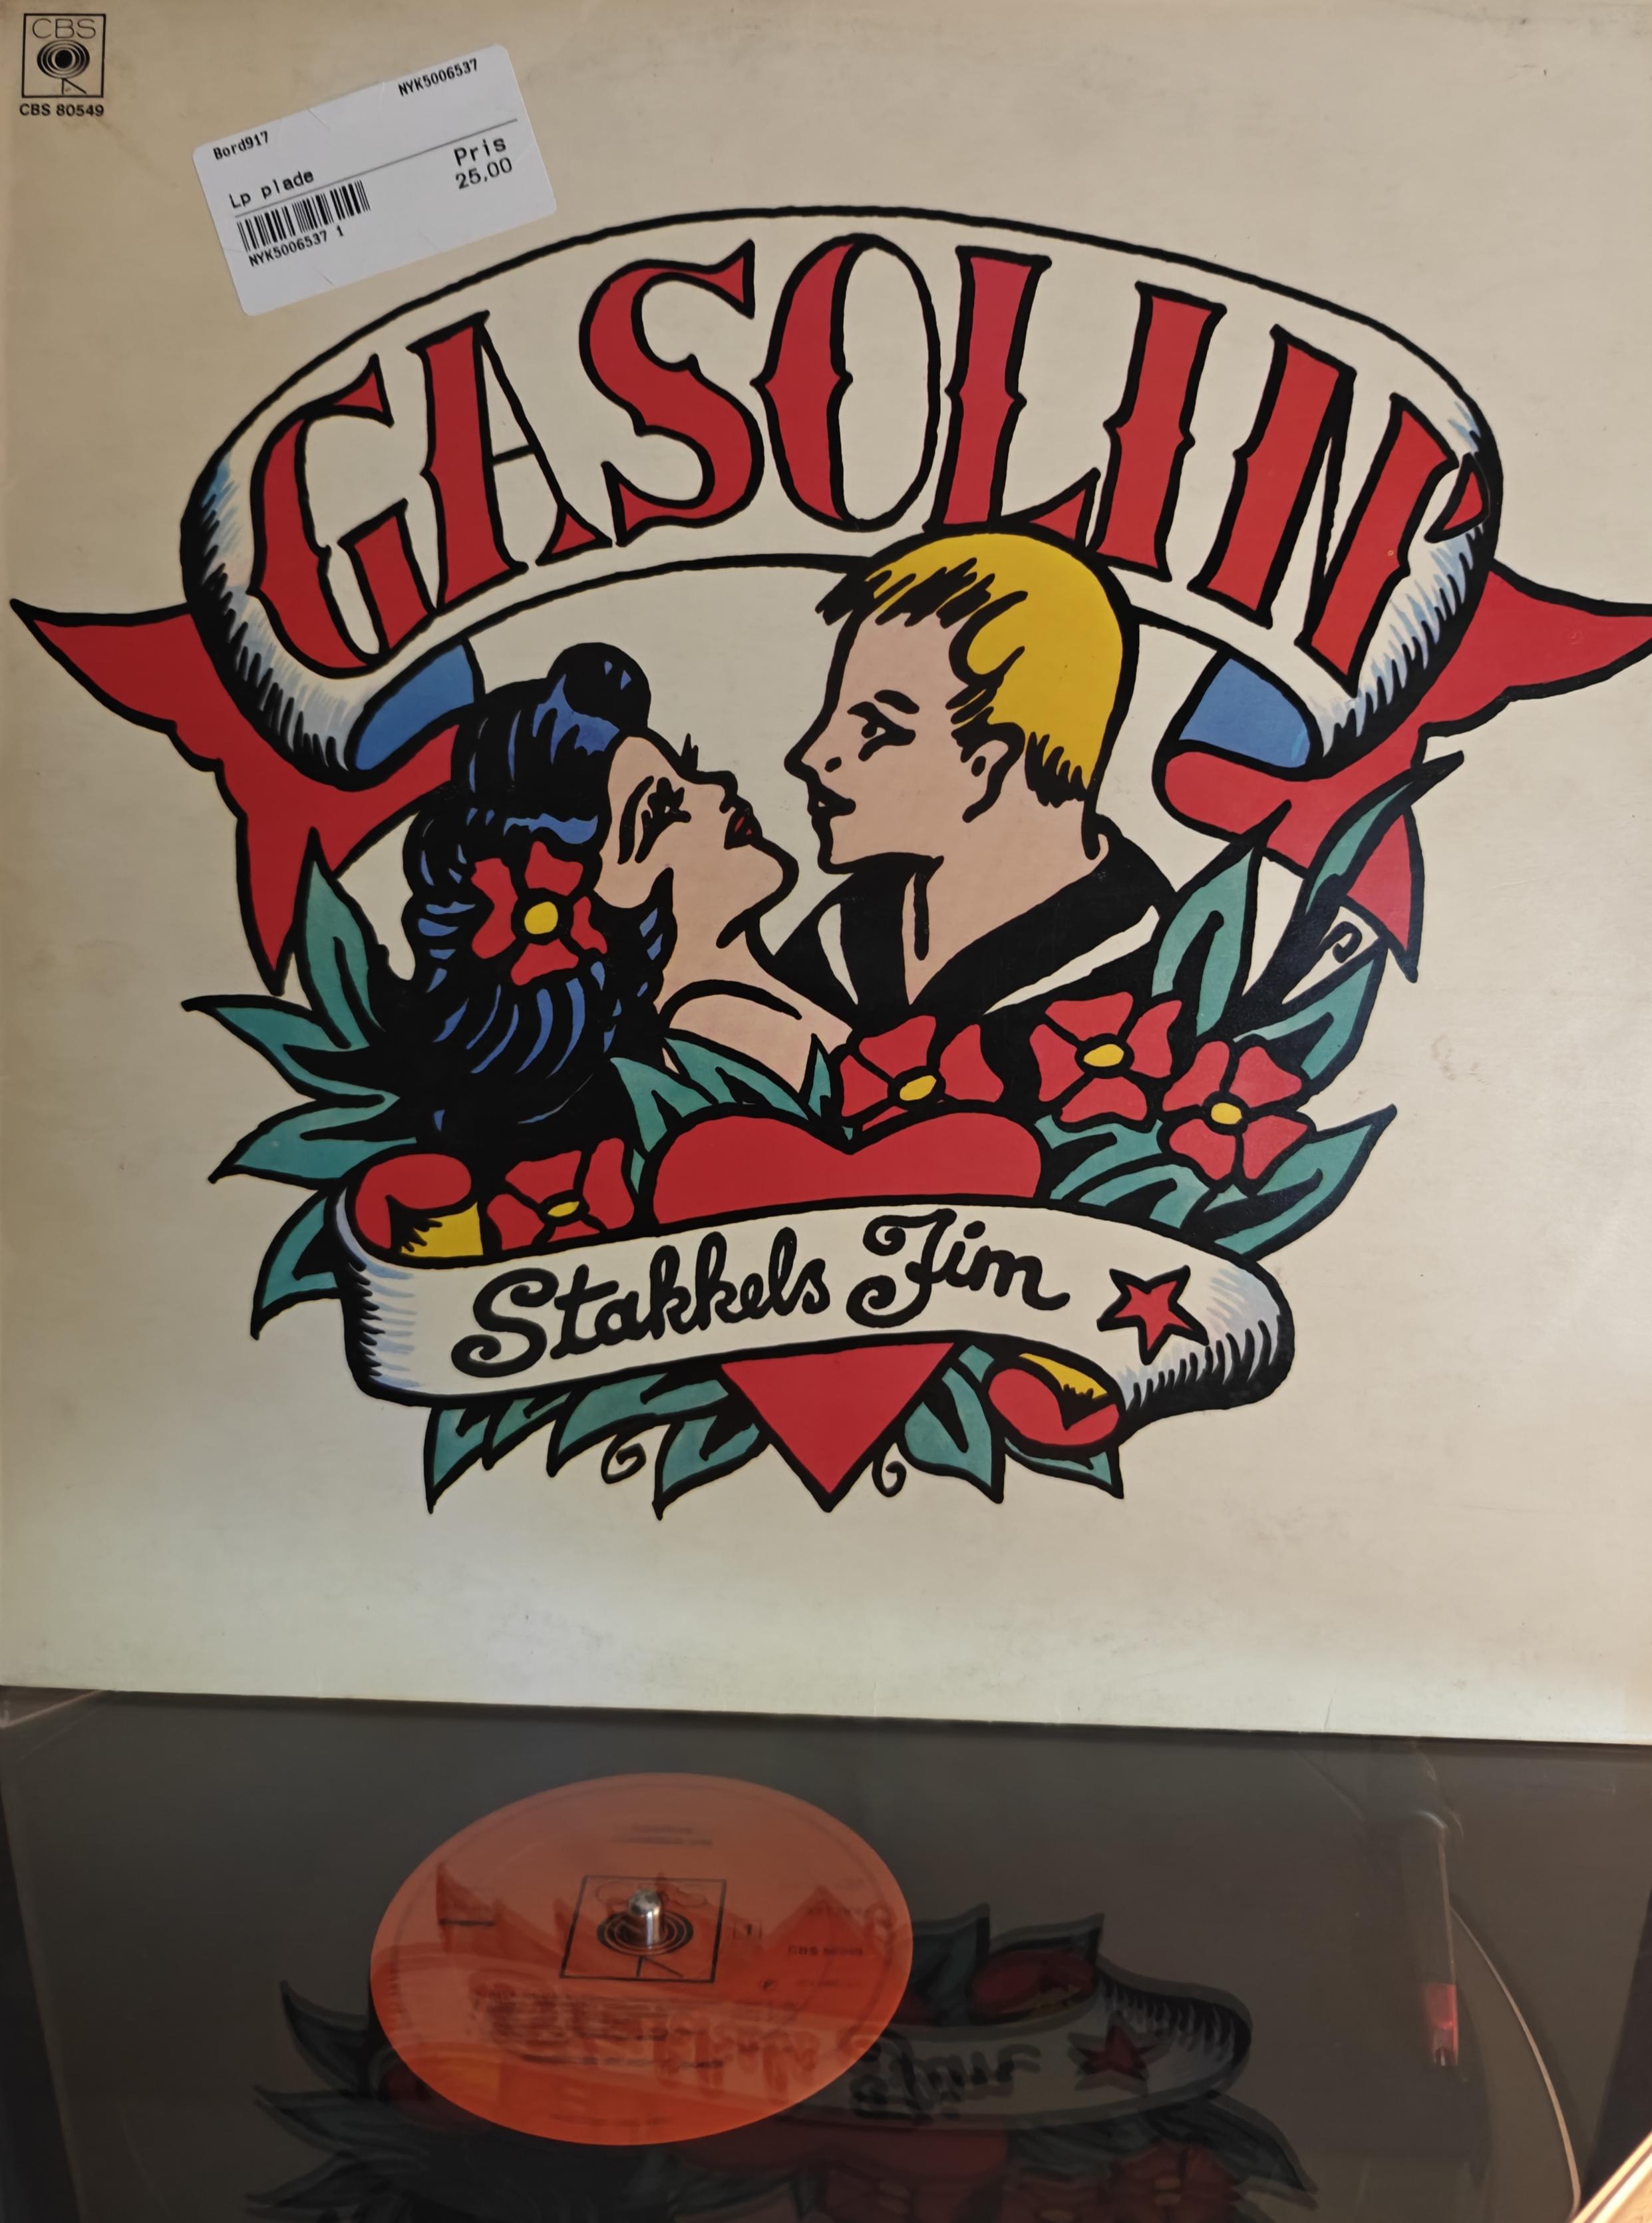 CBS
CBS 80549
NYK5006537
Bord917
Lp plade
Pris
25,00
NYK5006537 1
GASOLIN'
Stakkels Jim